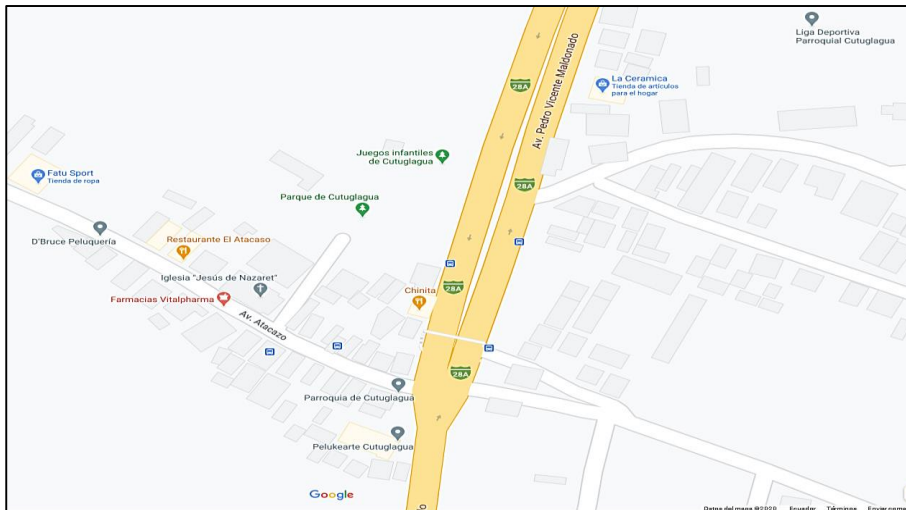 Liga Deportiva
Parroquial Cutuglagua
La Ceramica
Tienda de artículos
para el hogar
28A
Av. Pedro Vicente Maldonado
Juegos infantiles
de Cutuglagua
Fatu Sport
Tienda de ropa
28A
Parque de Cutuglagua
D'Bruce Peluquería
Restaurante El Atacaso
Iglesia "Jesús de Nazaret"
Farmacias Vitalpharma
Chinita
28A
Av. Atacazo
28A
Parroquia de Cutuglagua
Pelukearte Cutuglagua
Google
do
Datos del mapa ©2020 Ecuador Términos Enviar come